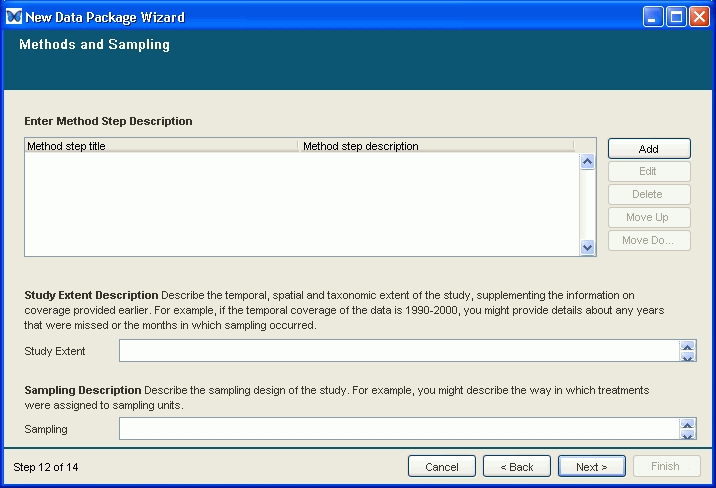 New Data Package Wizard
Methods and Sampling
Enter Method Step Description
Method step title Method step description
Add
Edit
Delete
Move Up
Move Do...
Study Extent Description Describe the temporal, spatial and taxonomic extent of the study, supplementing the information on
coverage provided earlier. For example, if the temporal coverage of the data is 1990-2000, you might provide details about any years
that were missed or the months in which sampling occurred.
Study Extent
Sampling Description Describe the sampling design of the study. For example, you might describe the way in which treatments
were assigned to sampling units.
Sampling
Step 12 of 14 Cancel < Back Next > Finish